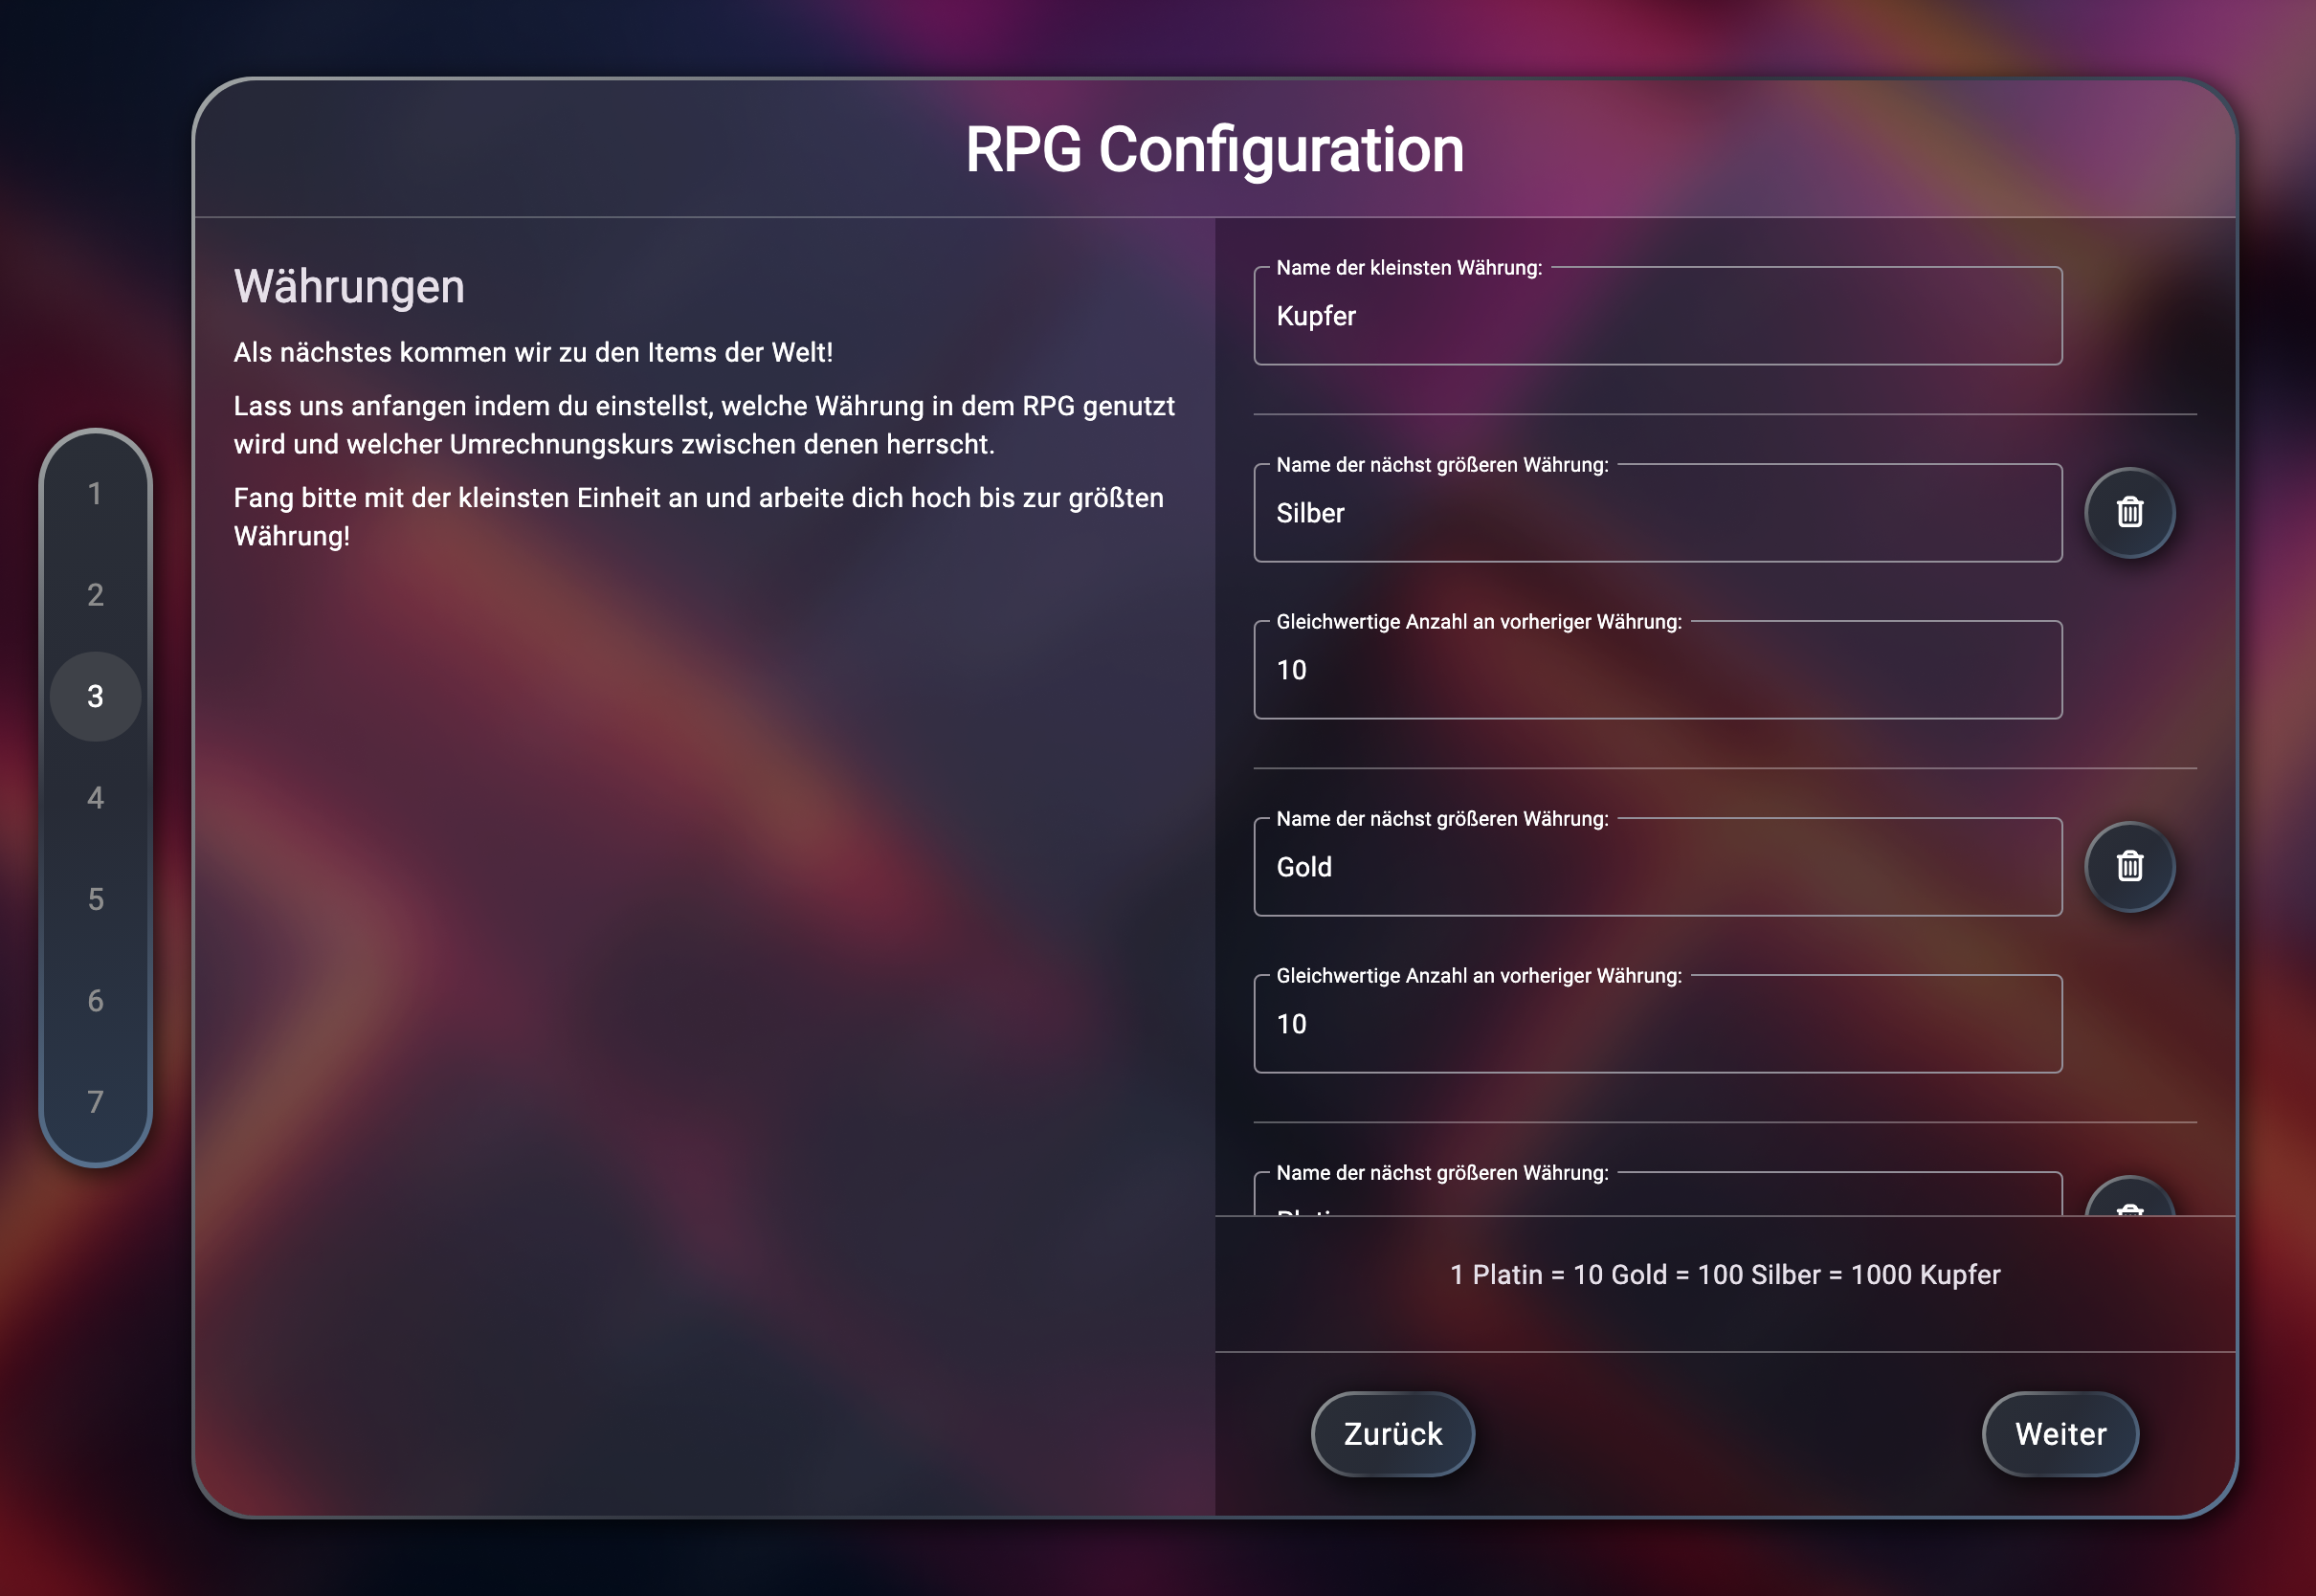 RPG Configuration
1
2
3
4
5
6
7
Währungen
Als nächstes kommen wir zu den Items der Welt!
Lass uns anfangen indem du einstellst, welche Währung in dem RPG genutzt
wird und welcher Umrechnungskurs zwischen denen herrscht.
Fang bitte mit der kleinsten Einheit an und arbeite dich hoch bis zur größten
Währung!
Name der kleinsten Währung:
Kupfer
Name der nächst größeren Währung:
Silber
Gleichwertige Anzahl an vorheriger Währung:
10
Name der nächst größeren Währung:
Gold
Gleichwertige Anzahl an vorheriger Währung:
10
Name der nächst größeren Währung:
1 Platin = 10 Gold = 100 Silber = 1000 Kupfer
Zurück
Weiter